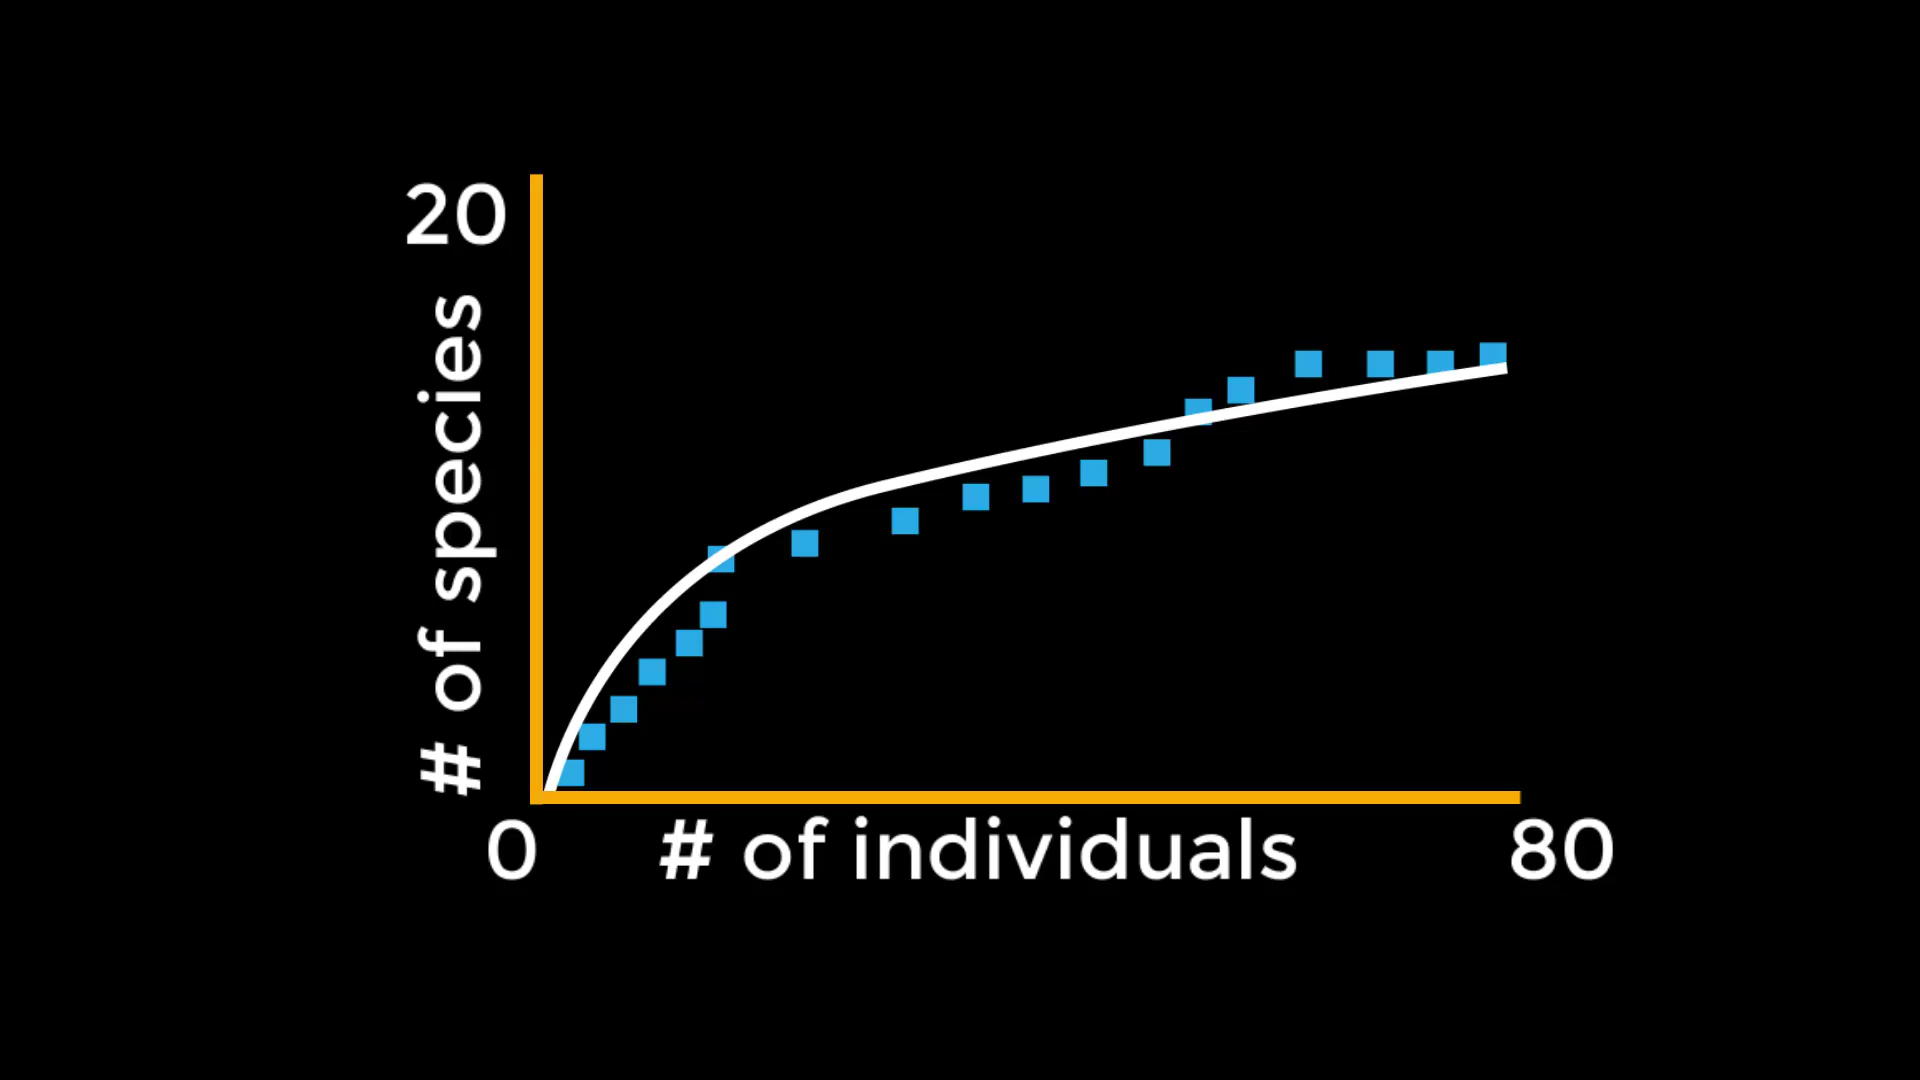 20
# of species
0
# of individuals
80